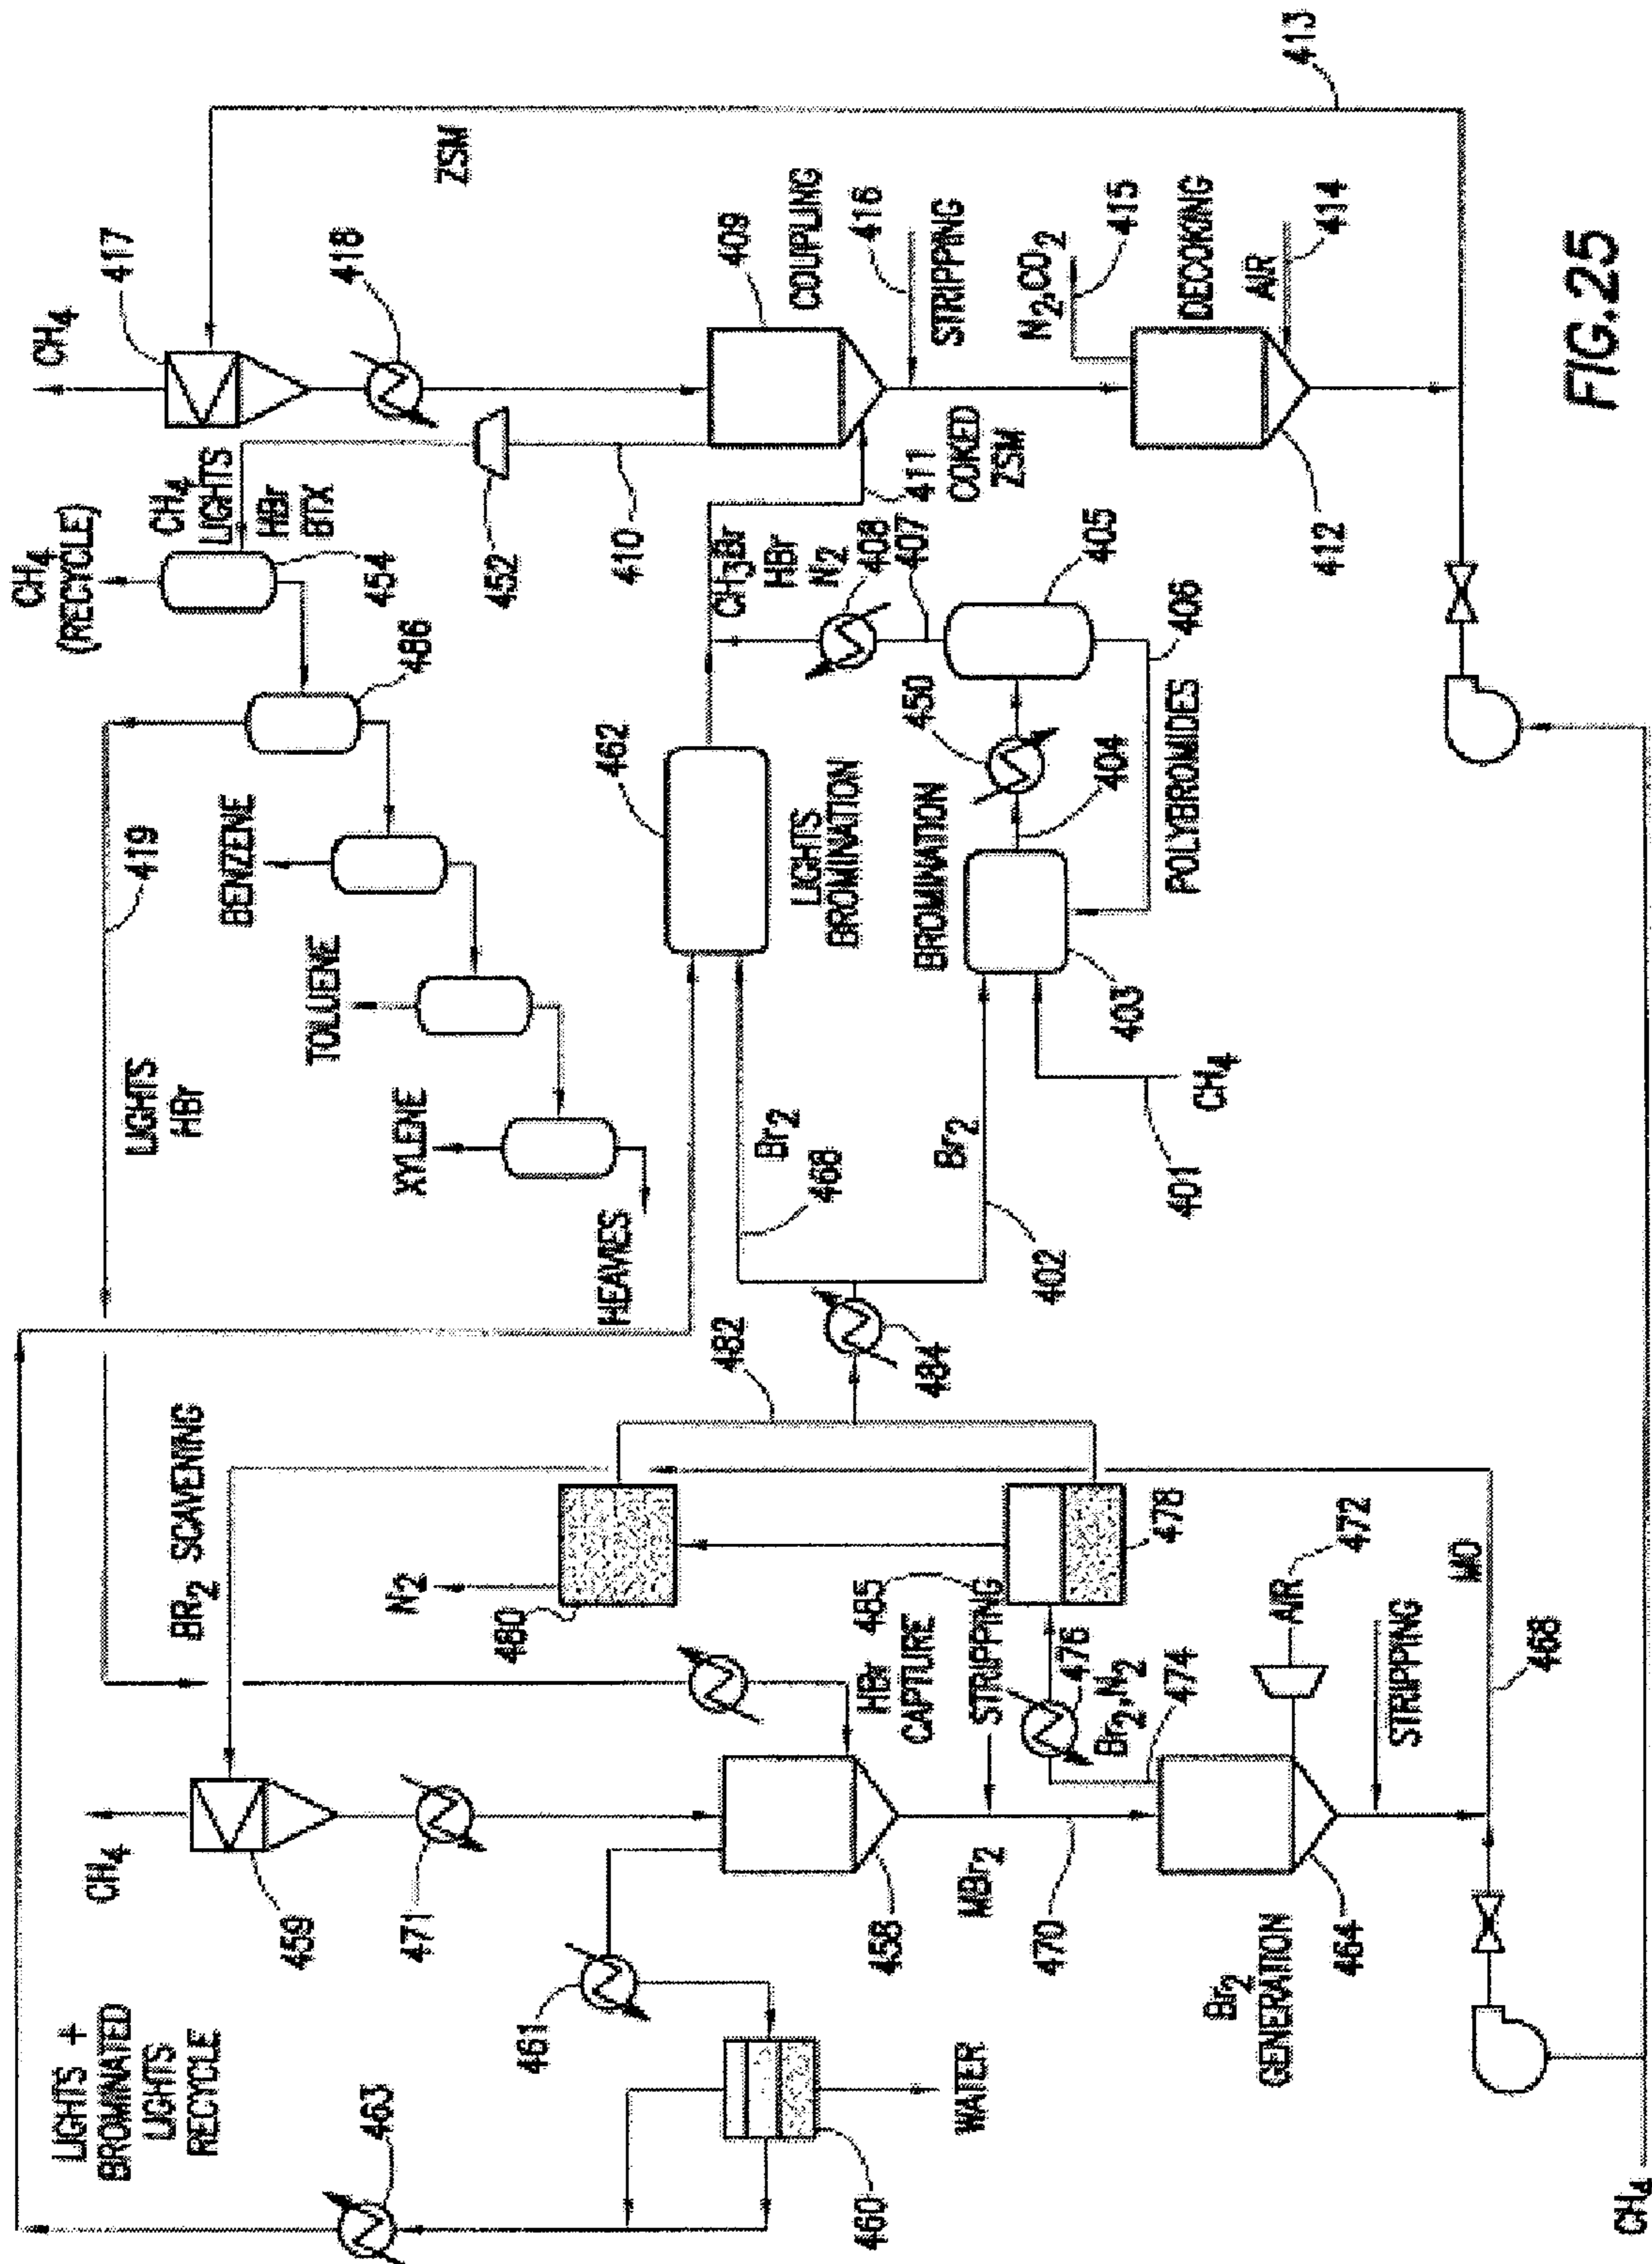 LIGHTS +
BROMINATED
LIGHTS
RECYCLE
463
CH4
459
BR2 SCAVENING
LIGHTS
HBr
419
CH4
(RECYCLE)
CH4
417
471
N2
XYLENE
TOLUENE
BENZENE
486
454
CH4
LIGHTS
HBr
BTX
418
ZSM
461
480
HEAVIES
452
460
WATER
458
HBr
CAPTURE
485
482
484
Br2
468
462
LIGHTS
BROMINATION
CH3Br
HBr
N2
408
407
410
409
COUPLING
411
COKED
ZSM
416
STRIPPING
MBr2
470
STRIPPING
476
Br2,N2
474
478
Br2
402
BROMINATION
450
404
405
406
POLYBROMIDES
403
CH4
401
N2,CO2
415
DECOKING
AIR
414
412
413
Br2
GENERATION
464
AIR
472
STRIPPING
MO
468
CH4
FIG.25